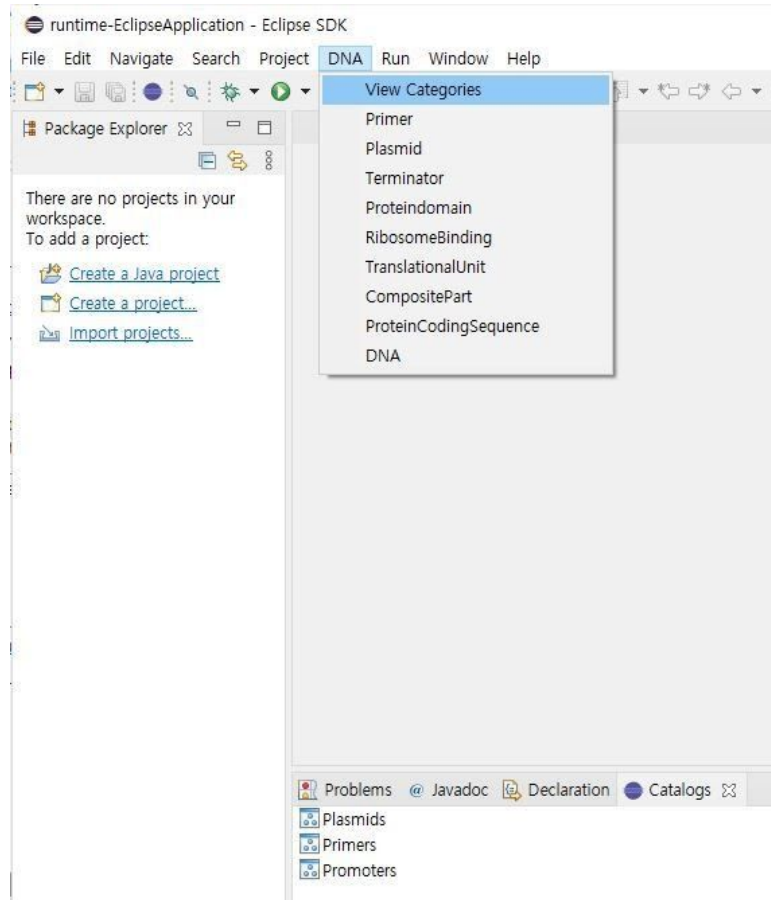 runtime-EclipseApplication - Eclipse SDK
File Edit Navigate Search Project DNA Run Window Help
View Categories
Package Explorer
Primer
Plasmid
Terminator
Proteindomain
RibosomeBinding
TranslationalUnit
CompositePart
ProteinCodingSequence
DNA
There are no projects in your
workspace.
To add a project:
Create a Java project
Create a project...
Import projects...
Problems @ Javadoc Declaration Catalogs
Plasmids
Primers
Promoters